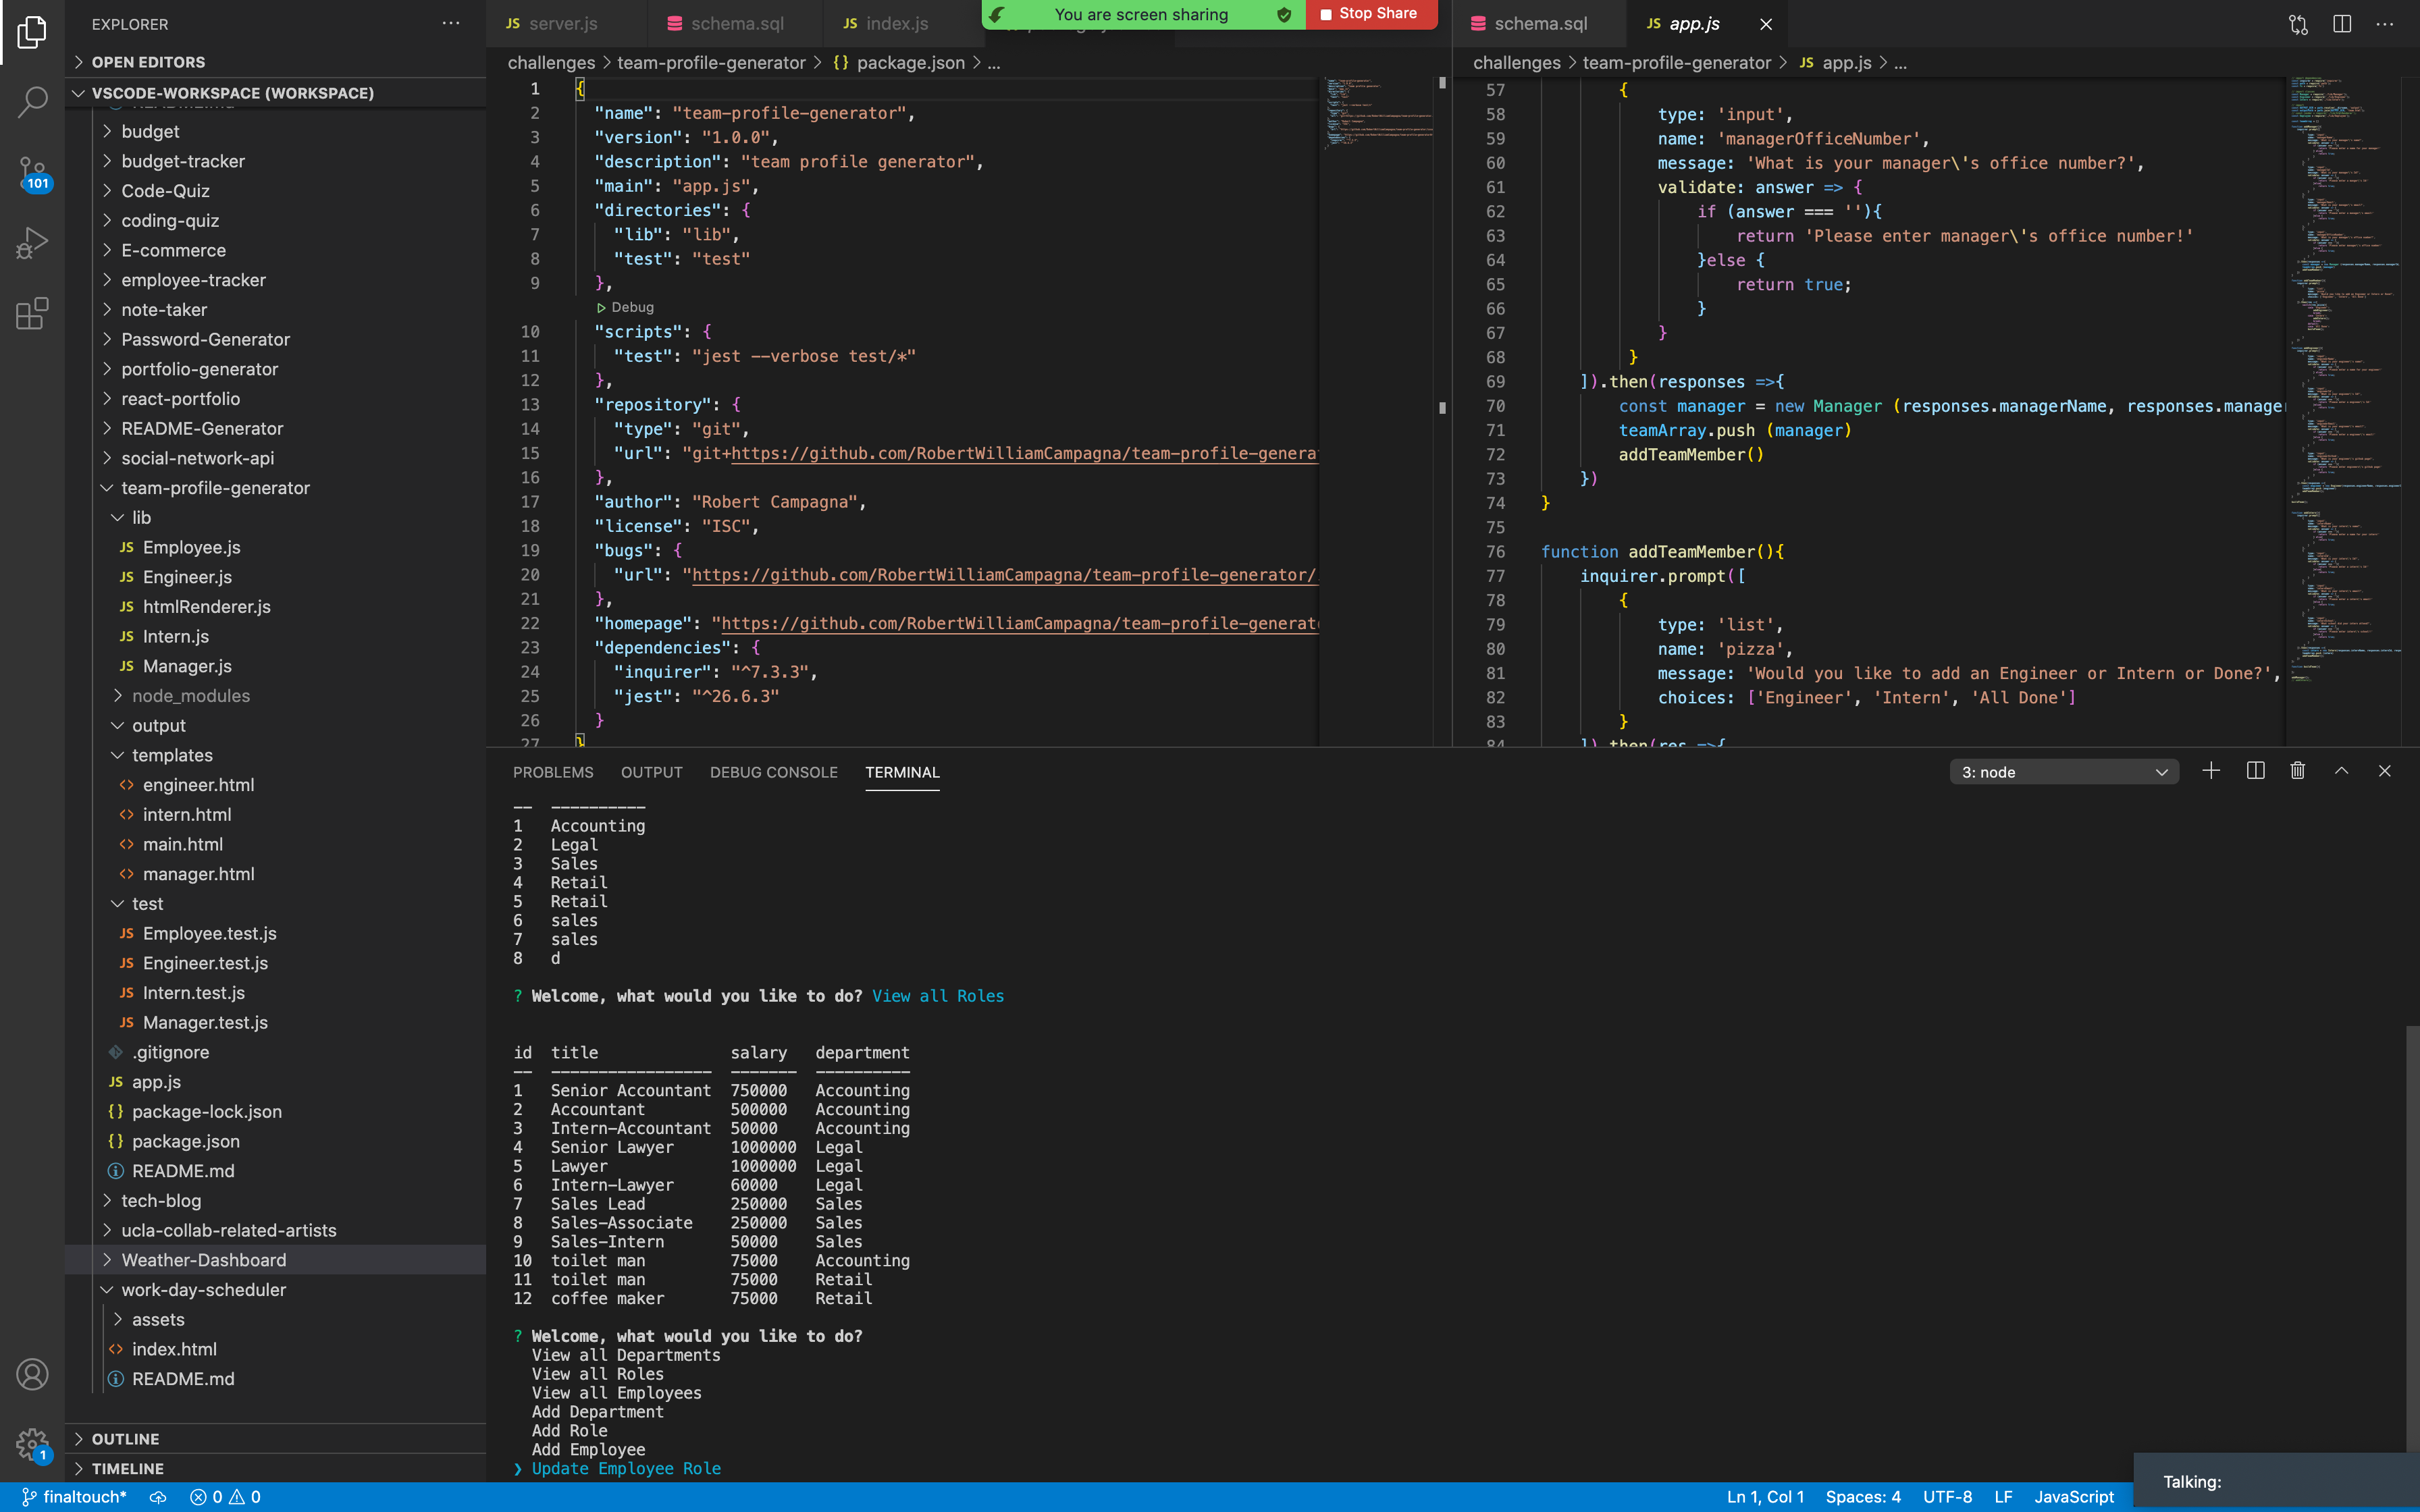 You are screen sharing
Stop Share
EXPLORER
OPEN EDITORS
VSCODE-WORKSPACE (WORKSPACE)
budget
budget-tracker
Code-Quiz
coding-quiz
E-commerce
employee-tracker
note-taker
Password-Generator
portfolio-generator
react-portfolio
README-Generator
social-network-api
team-profile-generator
lib
JS Employee.js
JS Engineer.js
JS htmlRenderer.js
JS Intern.js
JS Manager.js
node_modules
output
templates
<> engineer.html
<> intern.html
<> main.html
<> manager.html
test
JS Employee.test.js
JS Engineer.test.js
JS Intern.test.js
JS Manager.test.js
.gitignore
JS app.js
{} package-lock.json
{} package.json
README.md
tech-blog
ucla-collab-related-artists
Weather-Dashboard
work-day-scheduler
assets
<> index.html
README.md
OUTLINE
TIMELINE
101
1
JS server.js
schema.sql
JS index.js
challenges > team-profile-generator > {} package.json > ...
1 {
2 "name": "team-profile-generator",
3 "version": "1.0.0",
4 "description": "team profile generator",
5 "main": "app.js",
6 "directories": {
7 "lib": "lib",
8 "test": "test"
9 },
Debug
10 "scripts": {
11 "test": "jest --verbose test/*"
12 },
13 "repository": {
14 "type": "git",
15 "url": "git+https://github.com/RobertWilliamCampagna/team-profile-genera
16 },
17 "author": "Robert Campagna",
18 "license": "ISC",
19 "bugs": {
20 "url": "https://github.com/RobertWilliamCampagna/team-profile-generator/
21 },
22 "homepage": "https://github.com/RobertWilliamCampagna/team-profile-generat
23 "dependencies": {
24 "inquirer": "^7.3.3",
25 "jest": "^26.6.3"
26 }
27 }
schema.sql
JS app.js
challenges > team-profile-generator > JS app.js > ...
57 {
58 type: 'input',
59 name: 'managerOfficeNumber',
60 message: 'What is your manager\'s office number?',
61 validate: answer => {
62 if (answer === ''){
63 return 'Please enter manager\'s office number!'
64 }else {
65 return true;
66 }
67 }
68 }
69 ]).then(responses =>{
70 const manager = new Manager (responses.managerName, responses.manage
71 teamArray.push (manager)
72 addTeamMember()
73 })
74 }
75
76 function addTeamMember(){
77 inquirer.prompt([
78 {
79 type: 'list',
80 name: 'pizza',
81 message: 'Would you like to add an Engineer or Intern or Done?',
82 choices: ['Engineer', 'Intern', 'All Done']
83 }
84 ]).then(res =>{
PROBLEMS OUTPUT DEBUG CONSOLE TERMINAL
3: node
-- ----------
1 Accounting
2 Legal
3 Sales
4 Retail
5 Retail
6 sales
7 sales
8 d
? Welcome, what would you like to do? View all Roles
id title salary department
-- ----------------- ------- ----------
1 Senior Accountant 750000 Accounting
2 Accountant 500000 Accounting
3 Intern-Accountant 50000 Accounting
4 Senior Lawyer 1000000 Legal
5 Lawyer 1000000 Legal
6 Intern-Lawyer 60000 Legal
7 Sales Lead 250000 Sales
8 Sales-Associate 250000 Sales
9 Sales-Intern 50000 Sales
10 toilet man 75000 Accounting
11 toilet man 75000 Retail
12 coffee maker 75000 Retail
? Welcome, what would you like to do?
View all Departments
View all Roles
View all Employees
Add Department
Add Role
Add Employee
❯ Update Employee Role
Talking:
finaltouch* 0 0
Ln 1, Col 1 Spaces: 4 UTF-8 LF JavaScript